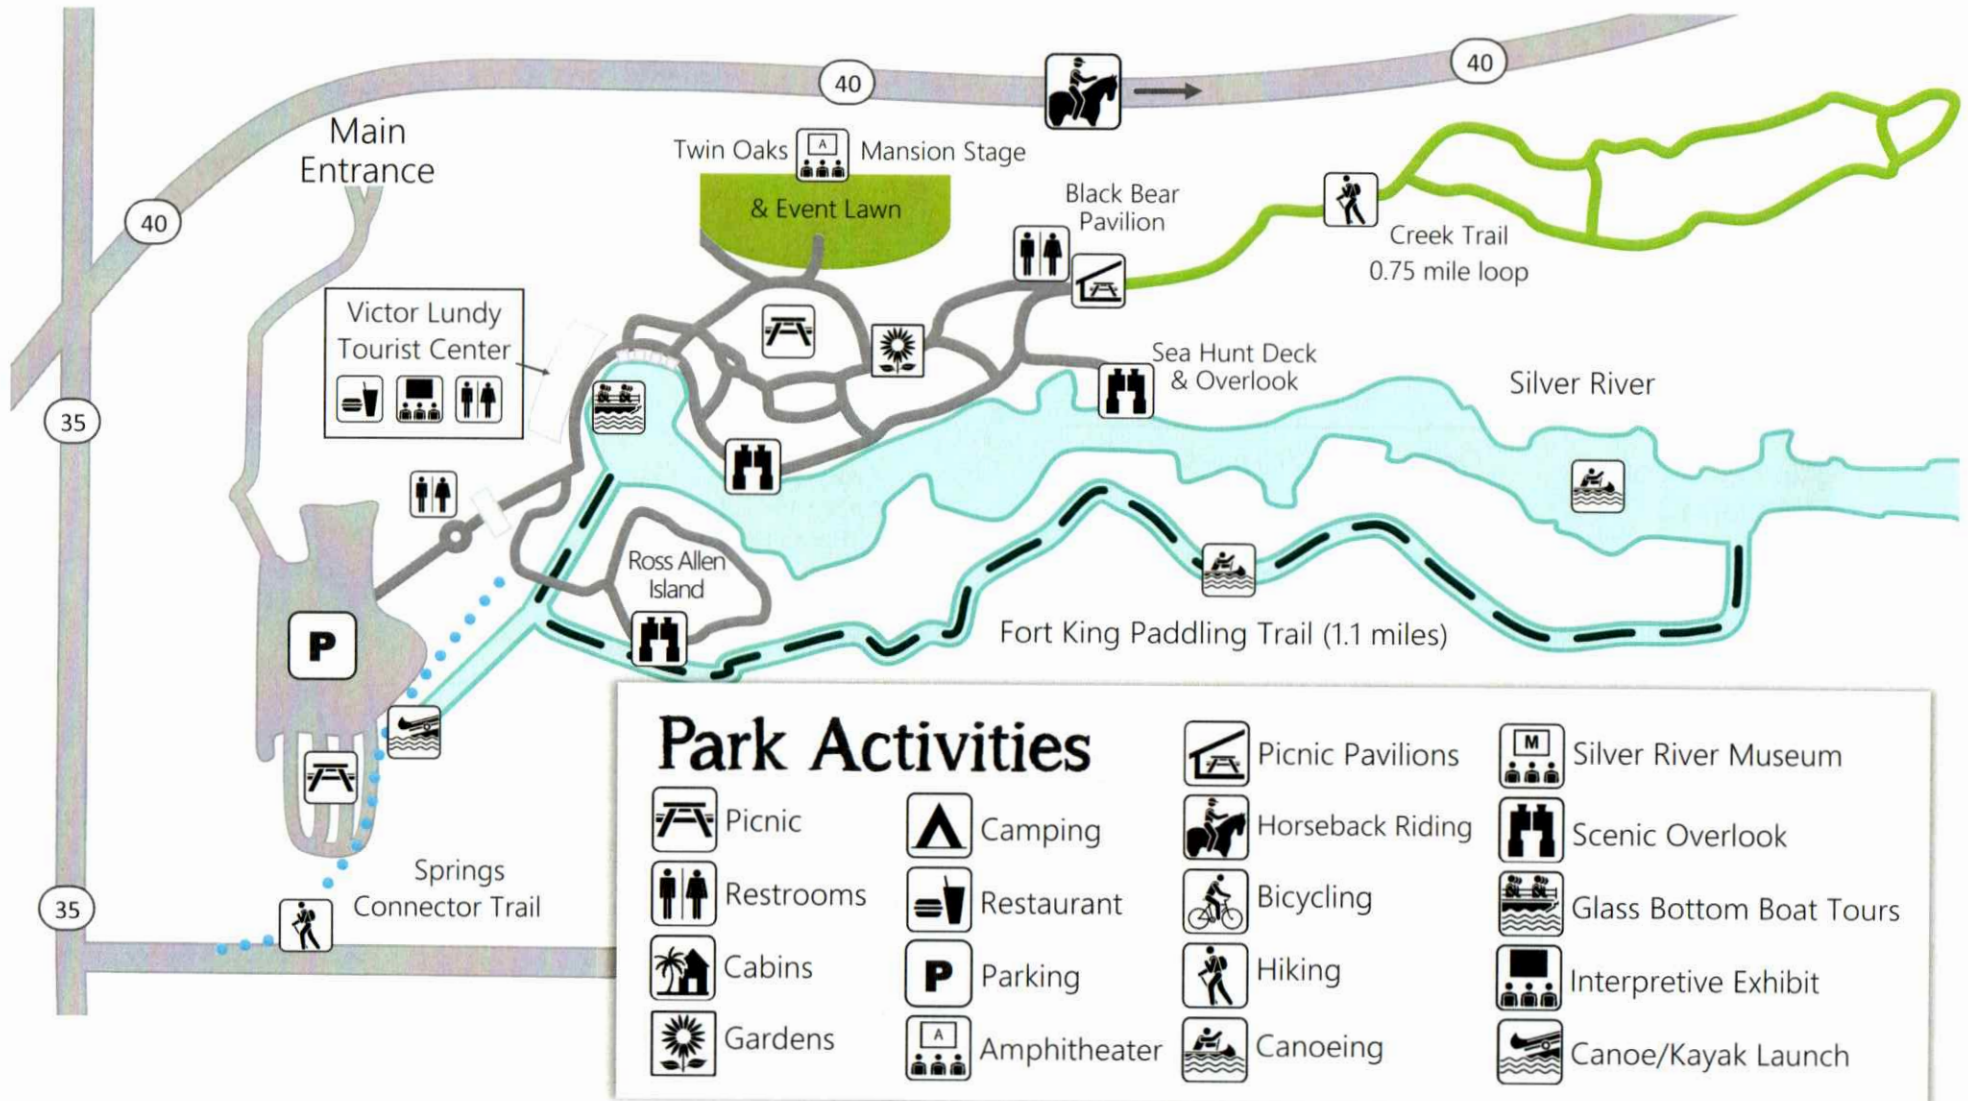 40
40
40
Main
Entrance
Twin Oaks
A
Mansion Stage
& Event Lawn
Black Bear
Pavilion
Creek Trail
0.75 mile loop
Victor Lundy
Tourist Center
Sea Hunt Deck
& Overlook
Silver River
35
Ross Allen
Island
P
Fort King Paddling Trail (1.1 miles)
Springs
Connector Trail
35
Park Activities
Picnic
Restrooms
Cabins
Gardens
Camping
Restaurant
P
Parking
A
Amphitheater
Picnic Pavilions
Horseback Riding
Bicycling
Hiking
Canoeing
M
Silver River Museum
Scenic Overlook
Glass Bottom Boat Tours
Interpretive Exhibit
Canoe/Kayak Launch